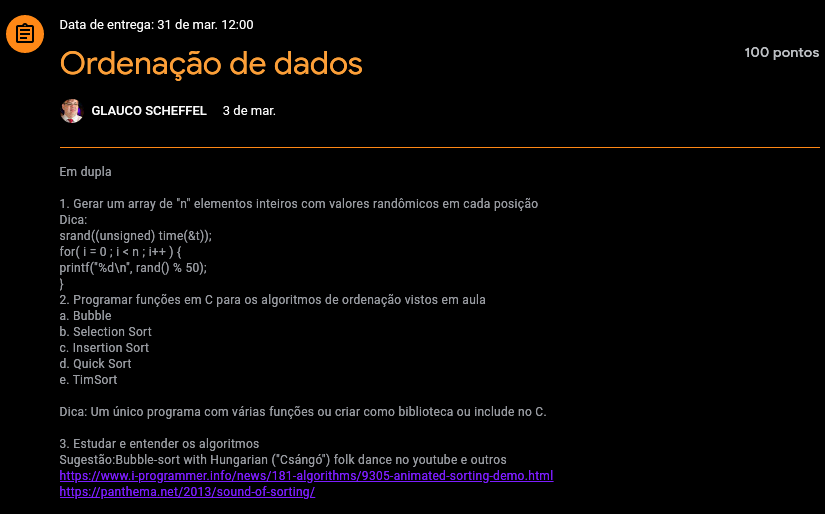 Data de entrega: 31 de mar. 12:00
Ordenação de dados
100 pontos
GLAUCO SCHEFFEL 3 de mar.
Em dupla
1. Gerar um array de "n" elementos inteiros com valores randômicos em cada posição
Dica:
srand((unsigned) time(&t));
for( i = 0 ; i < n ; i++ ) {
printf("%d\n", rand() % 50);
}
2. Programar funções em C para os algoritmos de ordenação vistos em aula
a. Bubble
b. Selection Sort
c. Insertion Sort
d. Quick Sort
e. TimSort
Dica: Um único programa com várias funções ou criar como biblioteca ou include no C.
3. Estudar e entender os algoritmos
Sugestão:Bubble-sort with Hungarian ("Csángó") folk dance no youtube e outros
https://www.i-programmer.info/news/181-algorithms/9305-animated-sorting-demo.html
https://panthema.net/2013/sound-of-sorting/